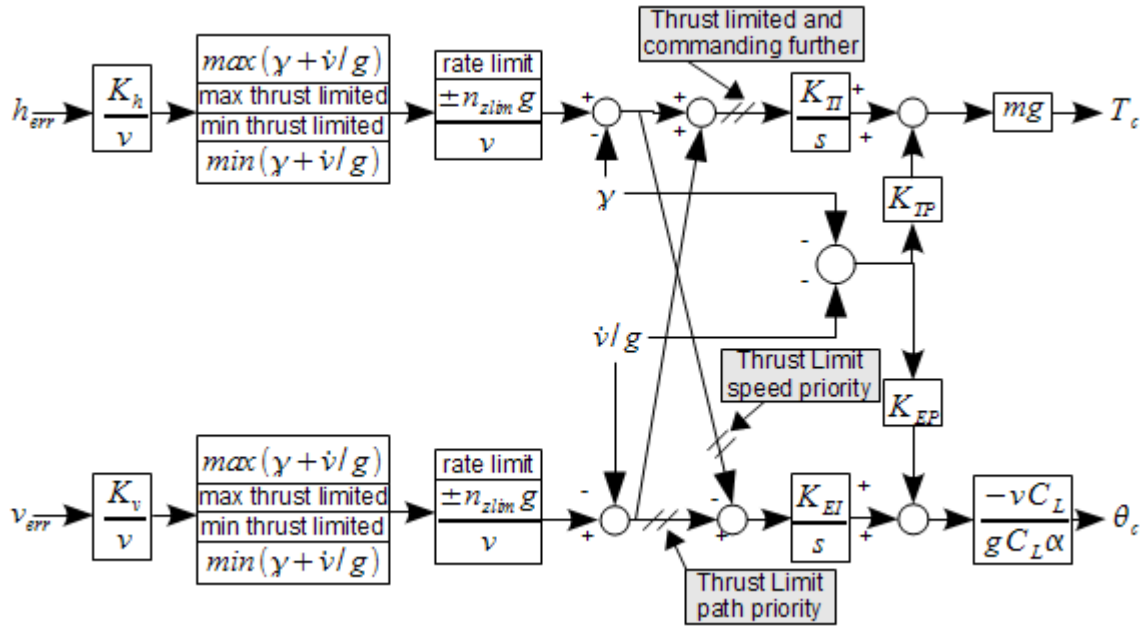 Thrust limited and
commanding further
h_err
K_h
v
max(γ + v̇/g)
max thrust limited
min thrust limited
min(γ + v̇/g)
rate limit
±n_zlim g
v
+
-
+
+
K_TI
s
+
+
mg
T_c
γ
K_TP
-
-
v̇/g
Thrust Limit
speed priority
K_EP
v_err
K_v
v
max(γ + v̇/g)
max thrust limited
min thrust limited
min(γ + v̇/g)
rate limit
±n_zlim g
v
-
+
-
+
K_EI
s
+
+
-vC_L
gC_Lα
θ_c
Thrust Limit
path priority